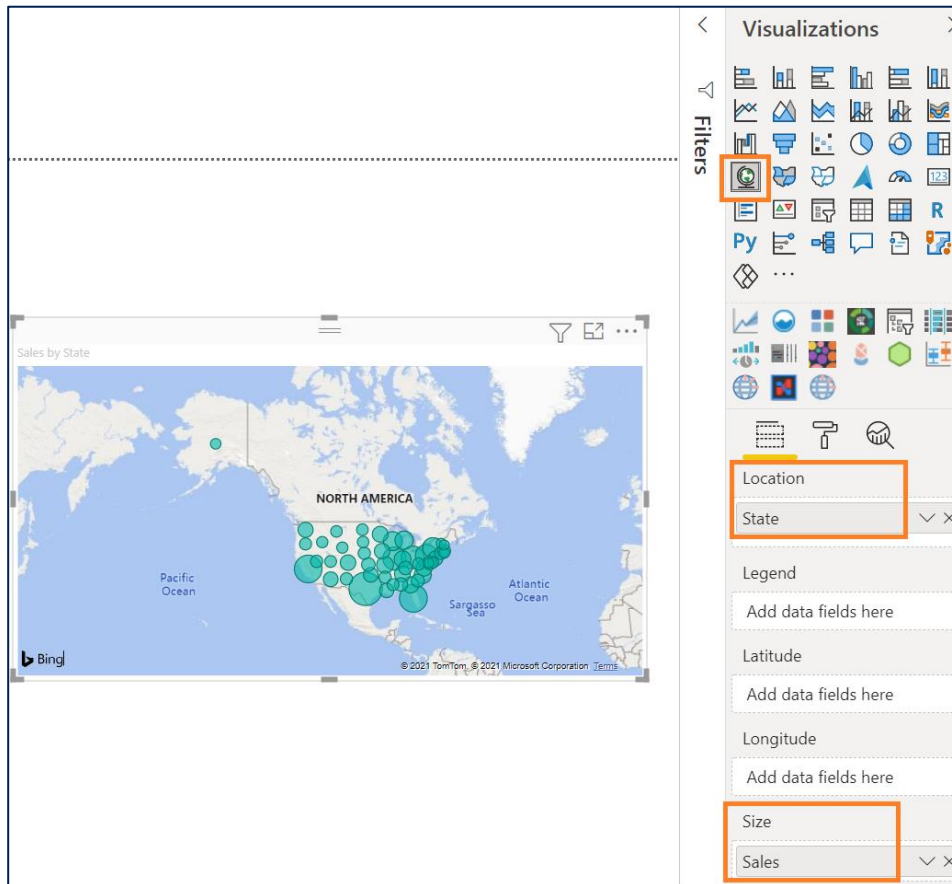 Visualizations
Filters
123
R
Py
Sales by State
NORTH AMERICA
Pacific
Ocean
Atlantic
Ocean
Sargasso
Sea
Bing
© 2021 TomTom, © 2021 Microsoft Corporation Terms
Location
State
Legend
Add data fields here
Latitude
Add data fields here
Longitude
Add data fields here
Size
Sales